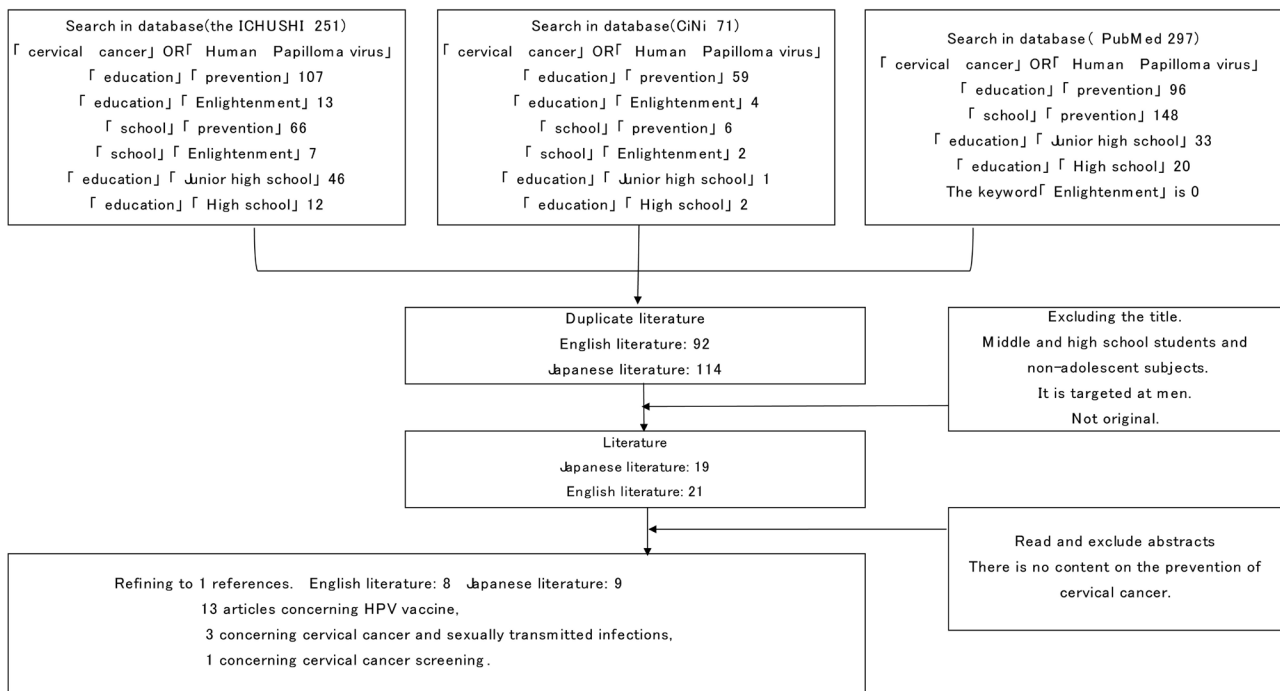 Search in database(the ICHUSHI 251)
「cervical cancer」OR「Human Papilloma virus」
「education」「prevention」107
「education」「Enlightenment」13
「school」「prevention」66
「school」「Enlightenment」7
「education」「Junior high school」46
「education」「High school」12
Search in database(CiNi 71)
「cervical cancer」OR「Human Papilloma virus」
「education」「prevention」59
「education」「Enlightenment」4
「school」「prevention」6
「school」「Enlightenment」2
「education」「Junior high school」1
「education」「High school」2
Search in database( PubMed 297)
「cervical cancer」OR「Human Papilloma virus」
「education」「prevention」96
「school」「prevention」148
「education」「Junior high school」33
「education」「High school」20
The keyword「Enlightenment」is 0
Duplicate literature
English literature: 92
Japanese literature: 114
Excluding the title.
Middle and high school students and
non-adolescent subjects.
It is targeted at men.
Not original.
Literature
Japanese literature: 19
English literature: 21
Read and exclude abstracts
There is no content on the prevention of
cervical cancer.
Refining to 1 references. English literature: 8 Japanese literature: 9
13 articles concerning HPV vaccine,
3 concerning cervical cancer and sexually transmitted infections,
1 concerning cervical cancer screening.